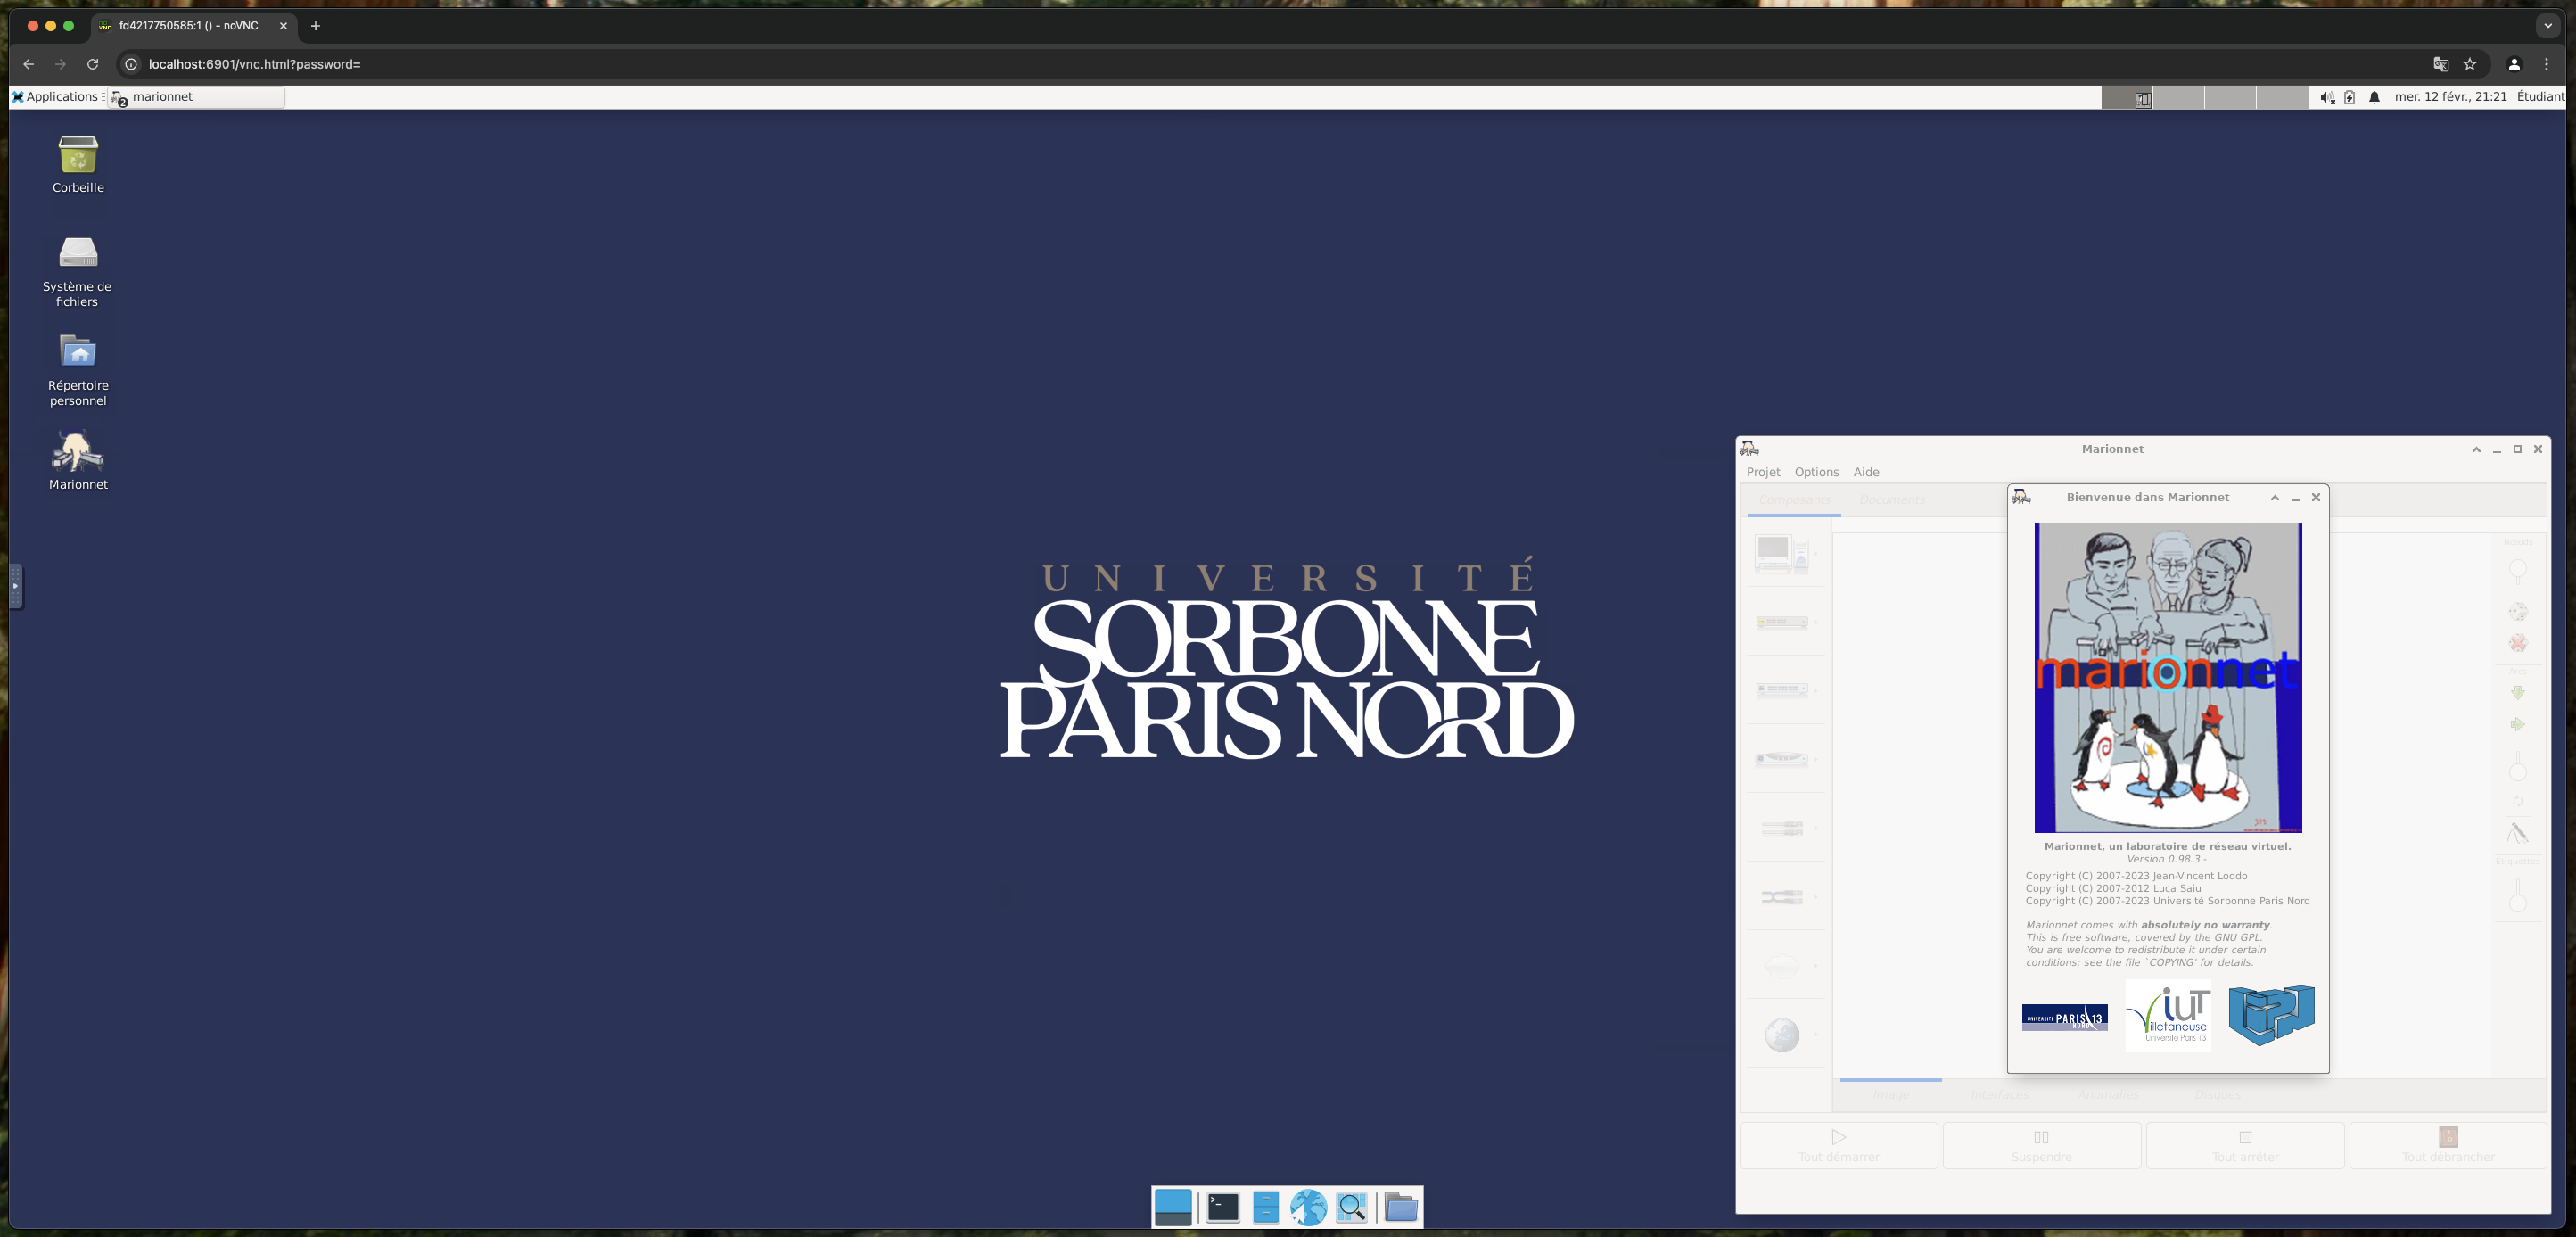 fd4217750585:1 () - noVNC
localhost:6901/vnc.html?password=
Applications
2
marionnet
mer. 12 févr., 21:21
Étudiant
Corbeille
Système de
fichiers
Répertoire
personnel
Marionnet
UNIVERSITÉ
SORBONNE
PARIS NORD
Marionnet
Projet
Options
Aide
Composants
Documents
Bienvenue dans Marionnet
marionnet
Marionnet, un laboratoire de réseau virtuel.
Version 0.98.3 -
Copyright (C) 2007-2023 Jean-Vincent Loddo
Copyright (C) 2007-2012 Luca Saiu
Copyright (C) 2007-2023 Université Sorbonne Paris Nord
Marionnet comes with absolutely no warranty.
This is free software, covered by the GNU GPL.
You are welcome to redistribute it under certain
conditions; see the file `COPYING' for details.
UNIVERSITÉ PARIS 13
NORD
iut
villetaneuse
Université Paris 13
Nœuds
Arcs
Étiquettes
Image
Interfaces
Anomalies
Disques
Tout démarrer
Suspendre
Tout arrêter
Tout débrancher